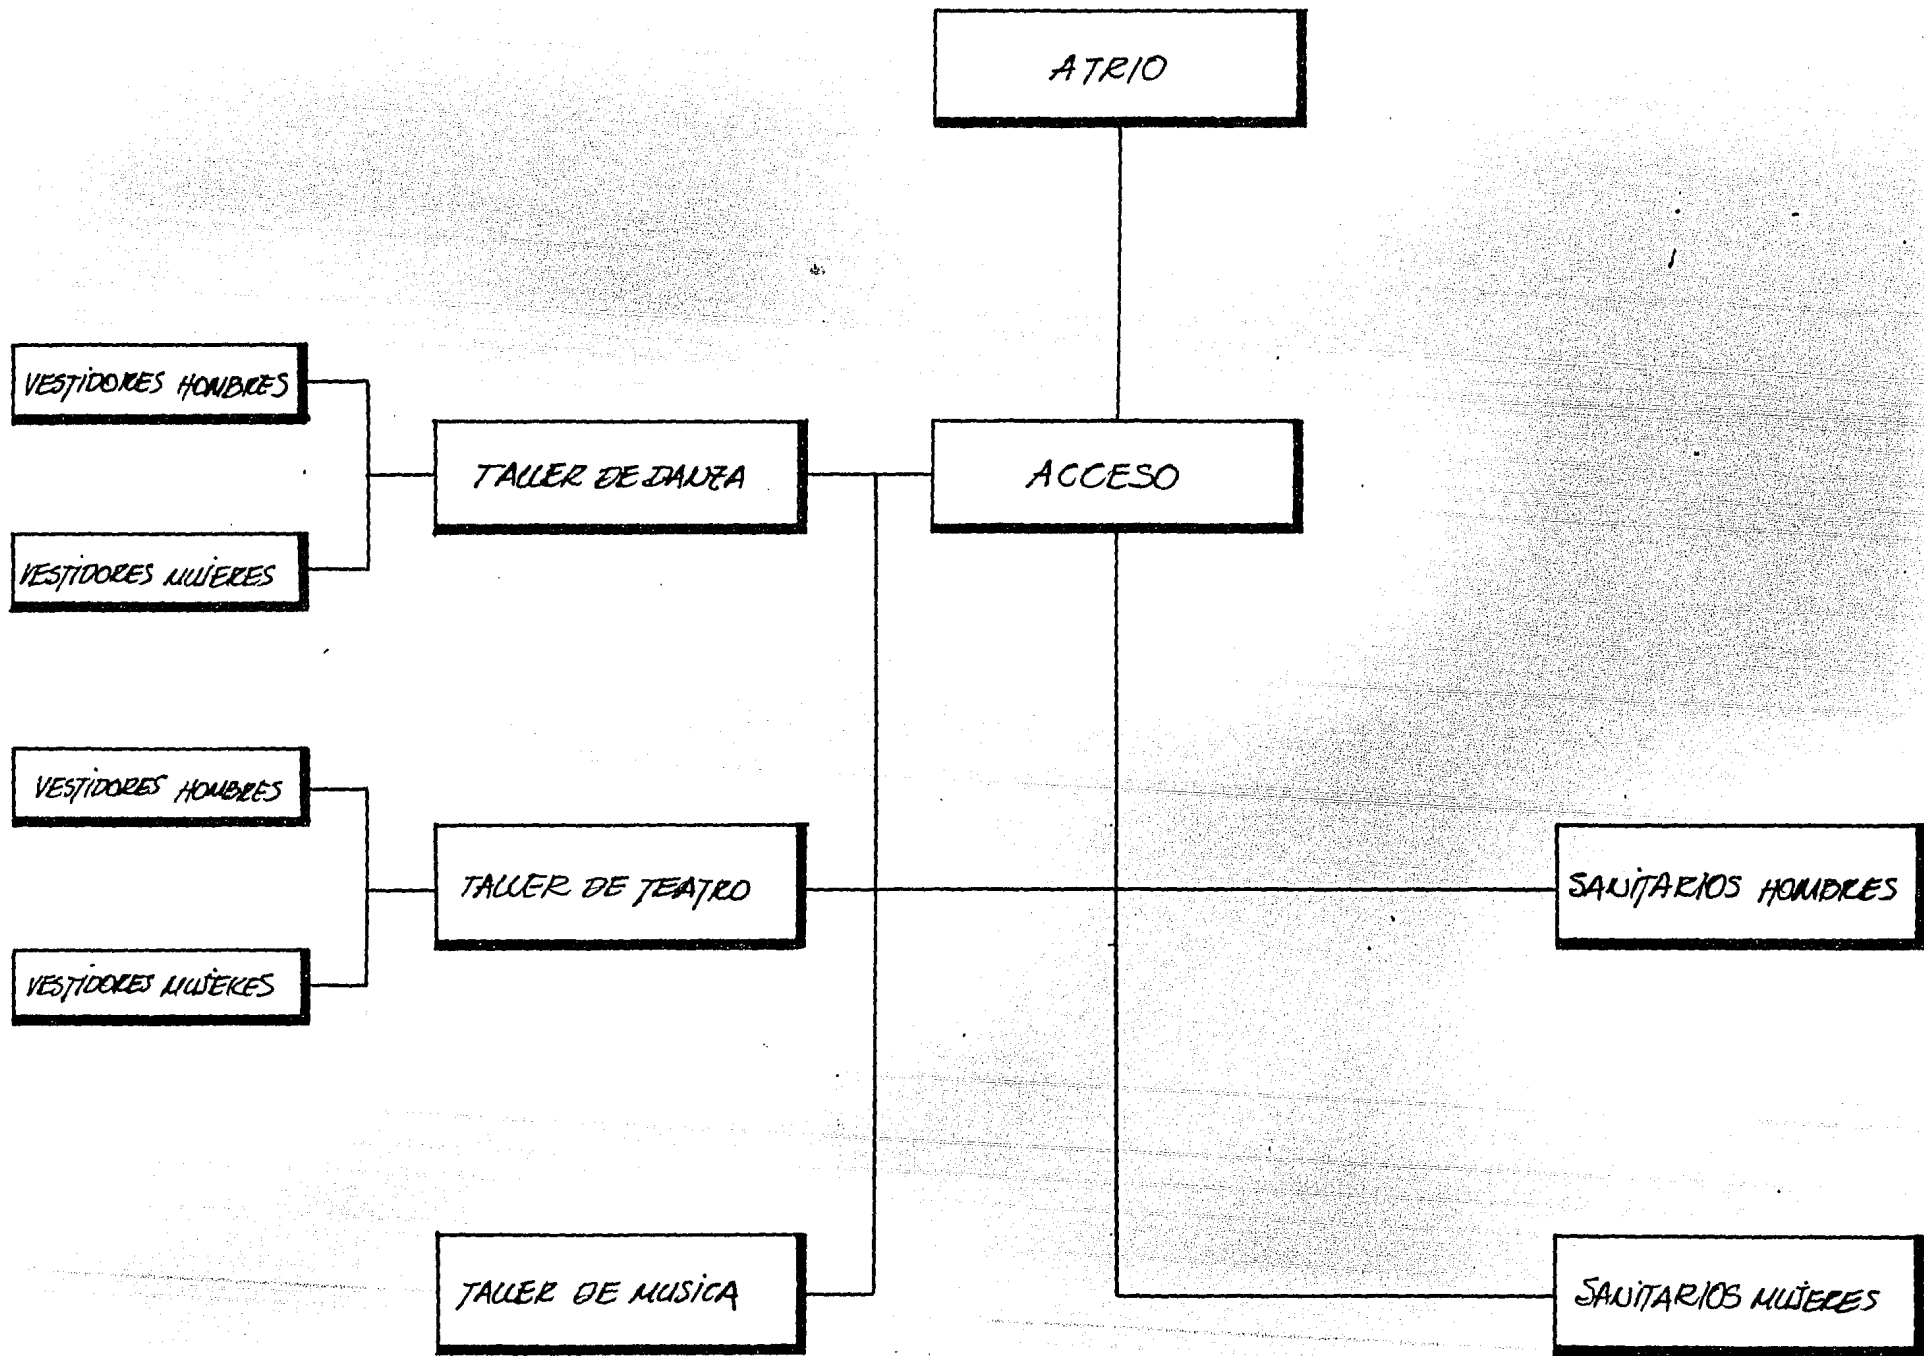 ATRIO
VESTIDORES HOMBRES
TALLER DE DANZA
ACCESO
VESTIDORES MUJERES
VESTIDORES HOMBRES
TALLER DE TEATRO
SANITARIOS HOMBRES
VESTIDORES MUJERES
TALLER DE MUSICA
SANITARIOS MUJERES